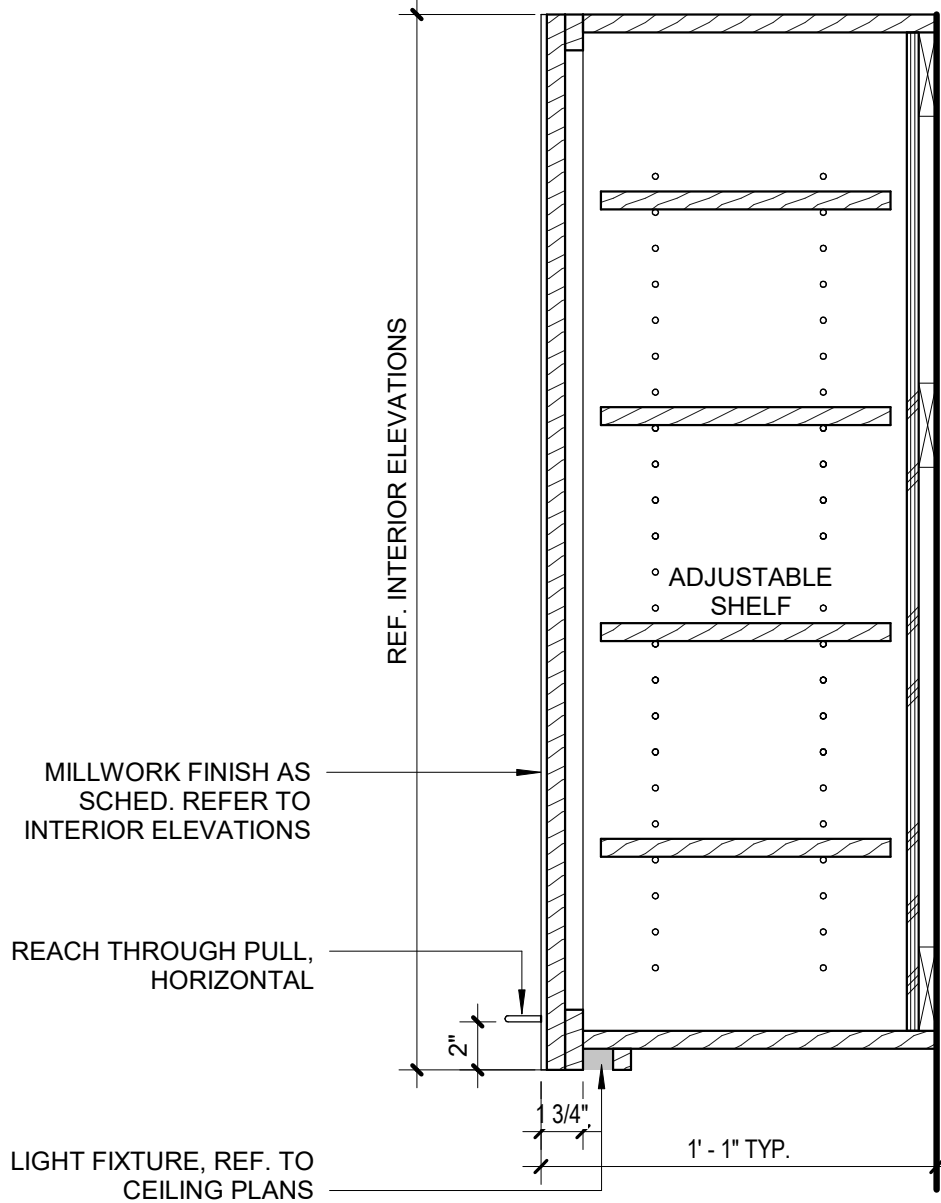 REF. INTERIOR ELEVATIONS
ADJUSTABLE
SHELF
MILLWORK FINISH AS
SCHED. REFER TO
INTERIOR ELEVATIONS
REACH THROUGH PULL,
HORIZONTAL
2"
1 3/4"
1' - 1" TYP.
LIGHT FIXTURE, REF. TO
CEILING PLANS